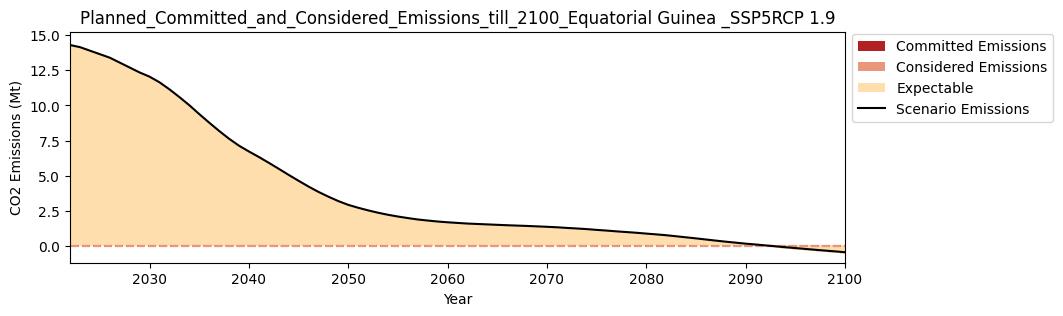 Planned_Committed_and_Considered_Emissions_till_2100_Equatorial Guinea _SSP5RCP 1.9
Committed Emissions
Considered Emissions
Expectable
Scenario Emissions
CO2 Emissions (Mt)
15.0
12.5
10.0
7.5
5.0
2.5
0.0
2030 2040 2050 2060 2070 2080 2090 2100
Year